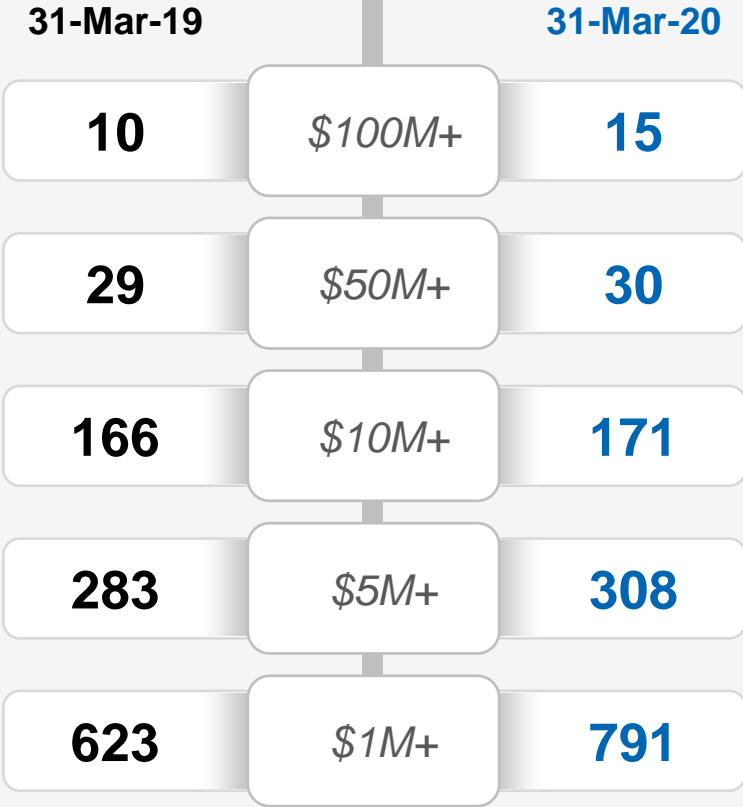 31-Mar-19 31-Mar-20
10 $100M+ 15
29 $50M+ 30
166 $10M+ 171
283 $5M+ 308
623 $1M+ 791